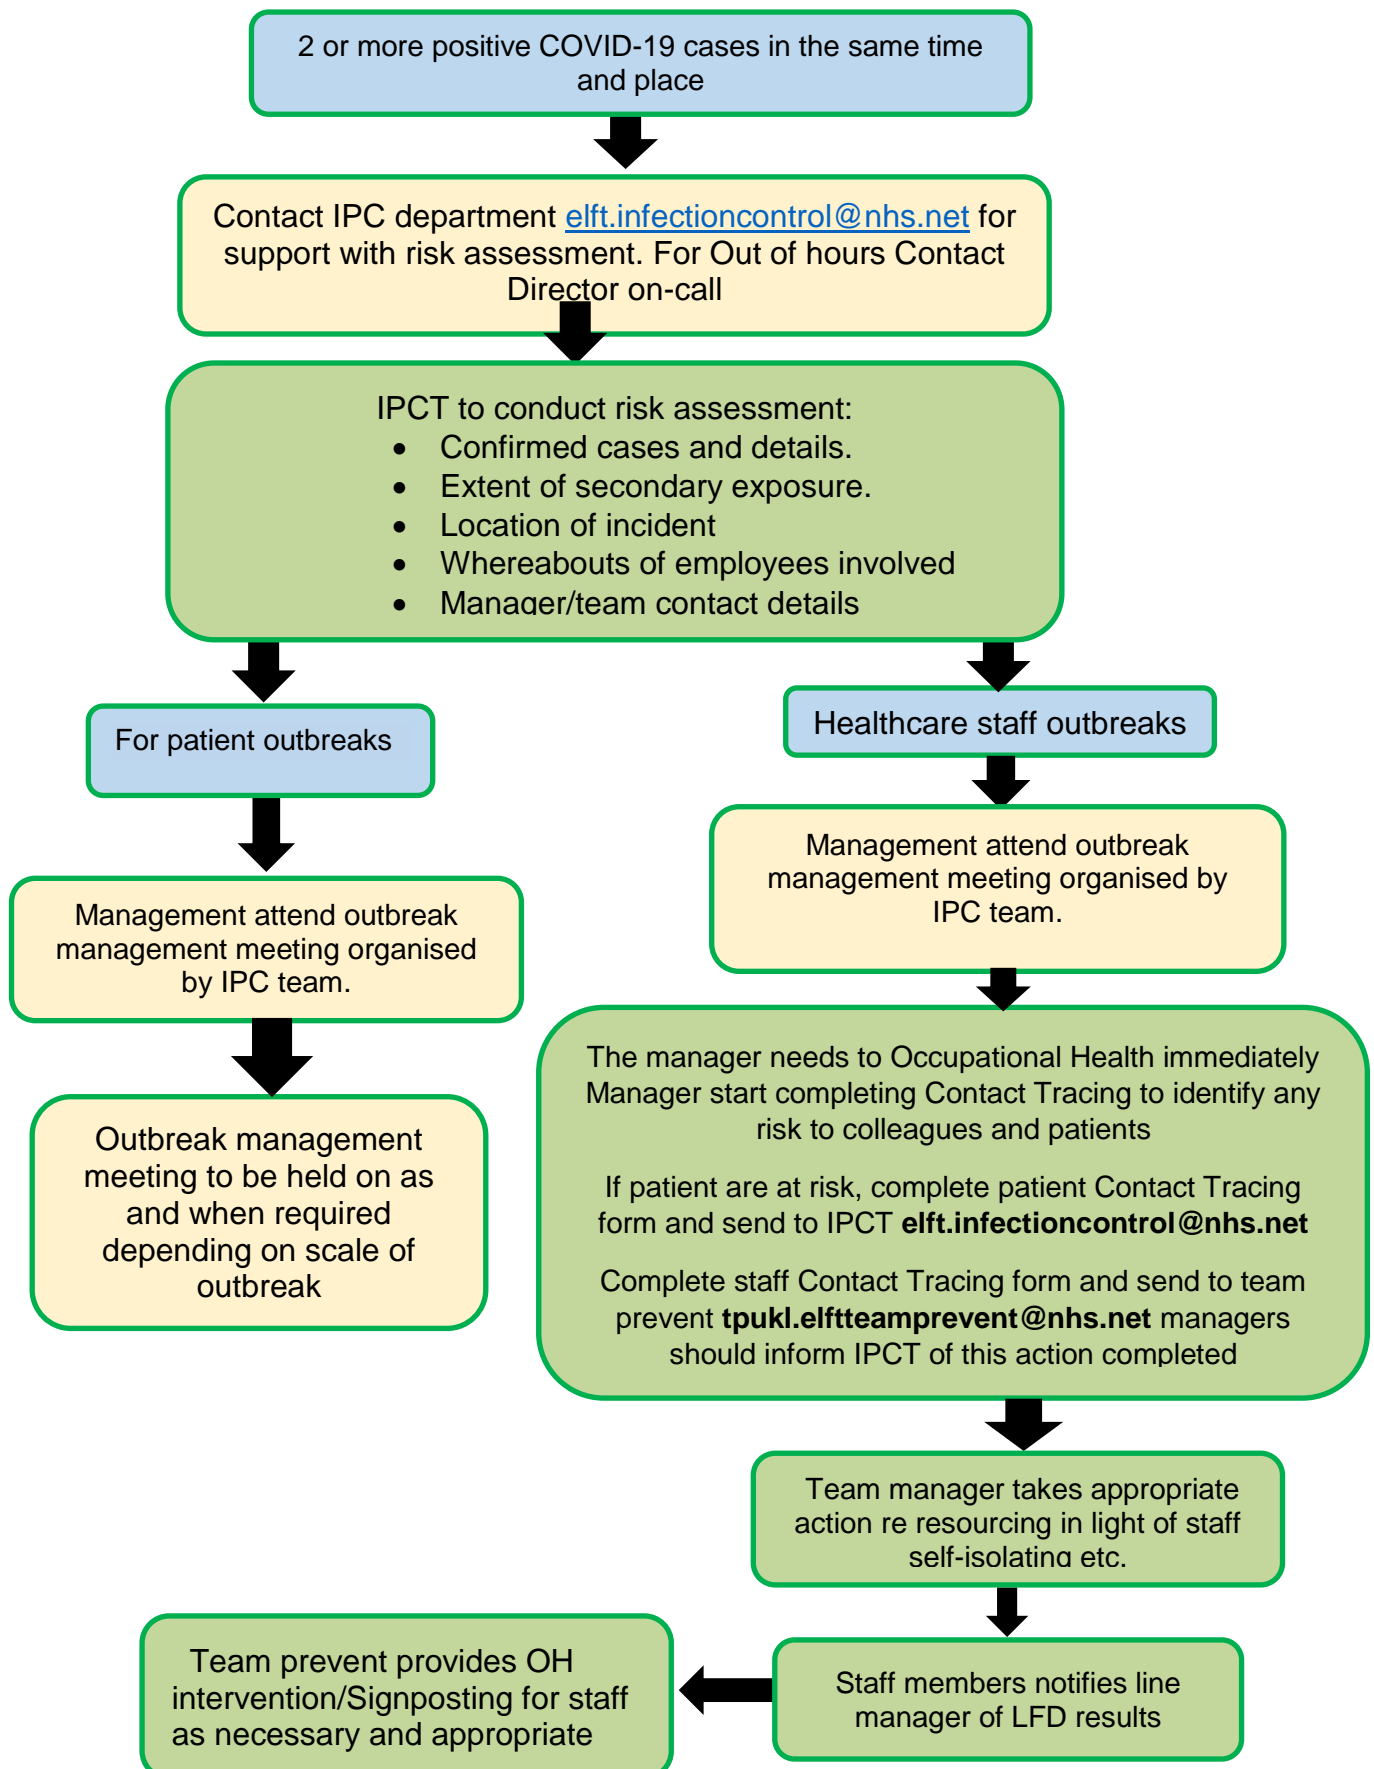 2 or more positive COVID-19 cases in the same time
and place
Contact IPC department elft.infectioncontrol@nhs.net for
support with risk assessment. For Out of hours Contact
Director on-call
IPCT to conduct risk assessment:
• Confirmed cases and details.
• Extent of secondary exposure.
• Location of incident
• Whereabouts of employees involved
• Manager/team contact details
For patient outbreaks
Management attend outbreak
management meeting organised
by IPC team.
Outbreak management
meeting to be held on as
and when required
depending on scale of
outbreak
Healthcare staff outbreaks
Management attend outbreak
management meeting organised by
IPC team.
The manager needs to Occupational Health immediately
Manager start completing Contact Tracing to identify any
risk to colleagues and patients
If patient are at risk, complete patient Contact Tracing
form and send to IPCT elft.infectioncontrol@nhs.net
Complete staff Contact Tracing form and send to team
prevent tpukl.elftteamprevent@nhs.net managers
should inform IPCT of this action completed
Team manager takes appropriate
action re resourcing in light of staff
self-isolating etc.
Staff members notifies line
manager of LFD results
Team prevent provides OH
intervention/Signposting for staff
as necessary and appropriate